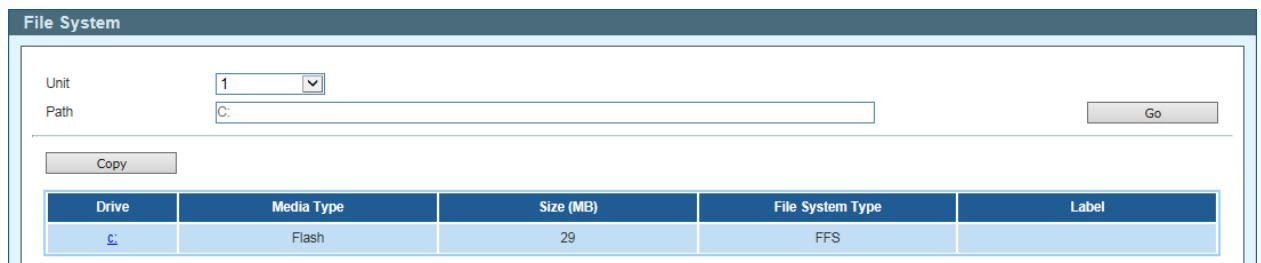 File System
Unit 1
Path C: Go
Copy
Drive Media Type Size (MB) File System Type Label
c: Flash 29 FFS